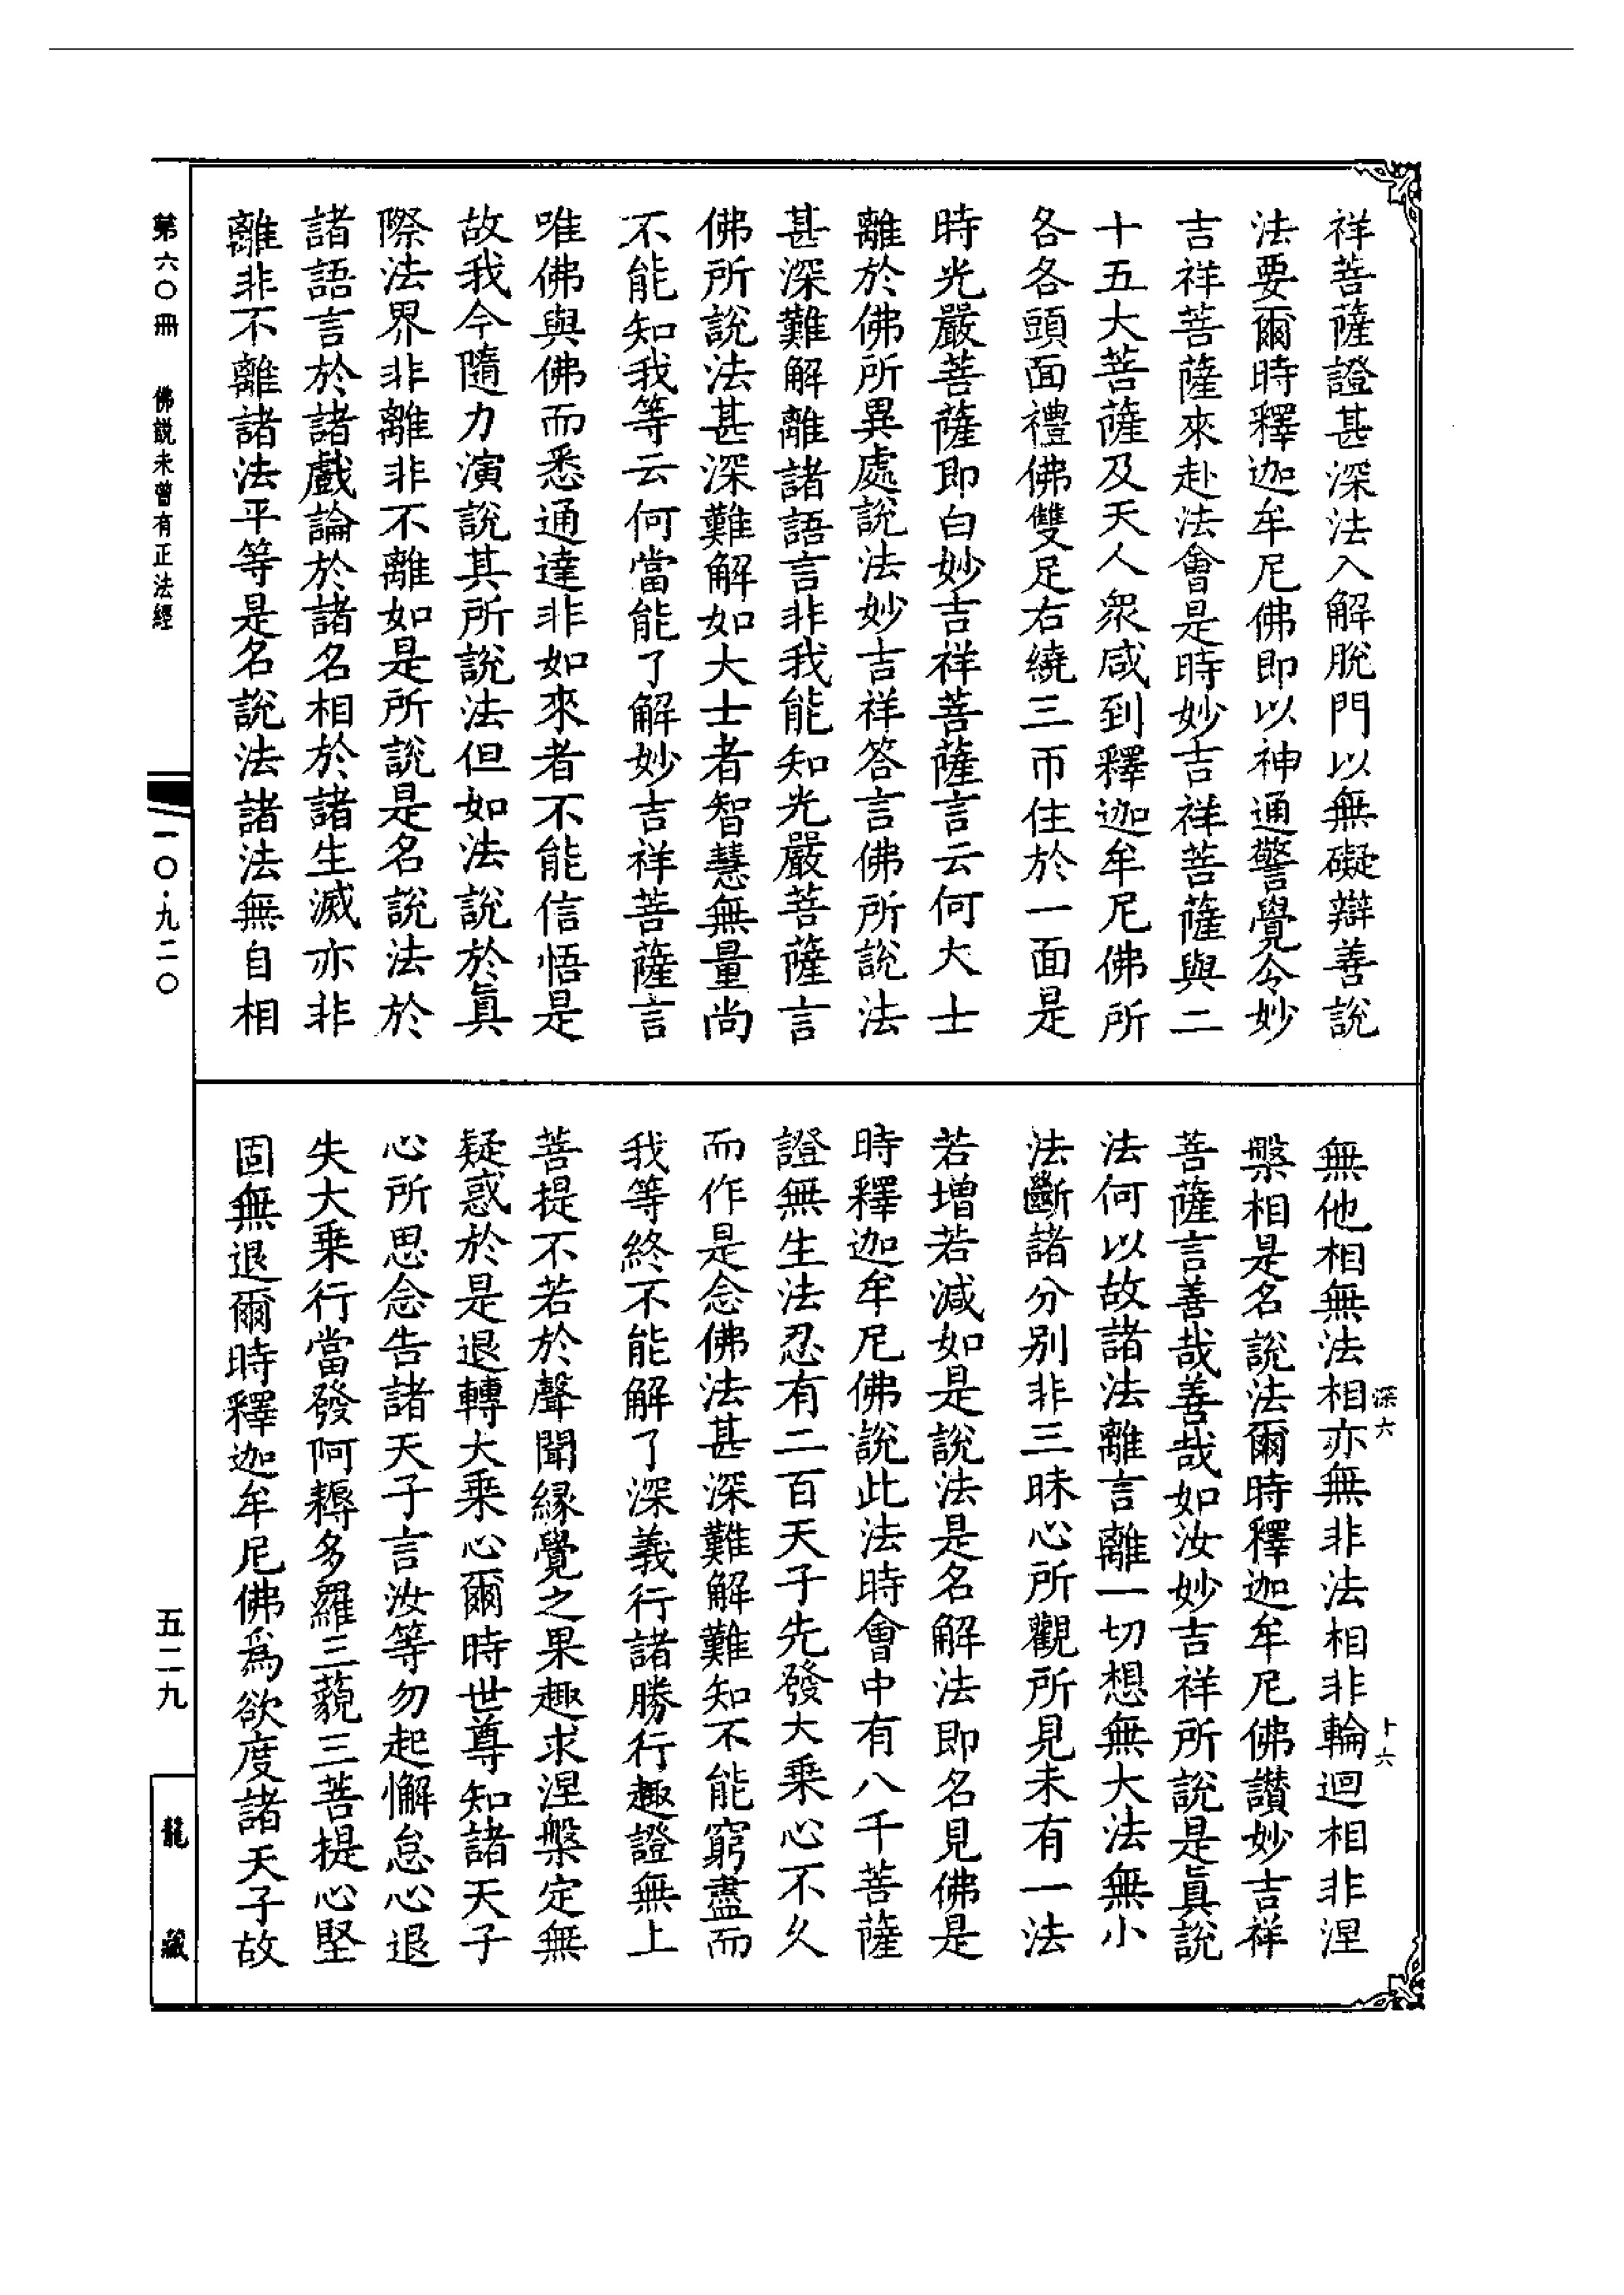 祥菩薩證甚深法入解脫門以無礙辯善說
法要爾時釋迦牟尼佛即以神通警覺令妙
吉祥菩薩來赴法會是時妙吉祥菩薩與二
十五大菩薩及天人衆咸到釋迦牟尼佛所
各各頭面禮佛雙足右繞三帀住於一面是
時光嚴菩薩即白妙吉祥菩薩言云何大士
離於佛所異處說法妙吉祥答言佛所說法
甚深難解離諸語言非我能知光嚴菩薩言
佛所說法甚深難解如大士者智慧無量尚
不能知我等云何當能了解妙吉祥菩薩言
唯佛與佛而悉通達非如來者不能信悟是
故我今隨力演說其所說法但如法說於眞
際法界非離非不離如是所說是名說法於
諸語言於諸戲論於諸名相於諸生滅亦非
離非不離諸法平等是名說法諸法無自相
無他相無法相亦無非法相非輪迴相非涅
槃相是名說法爾時釋迦牟尼佛讚妙吉祥
菩薩言善哉善哉如汝妙吉祥所說是眞說
法何以故諸法離言離一切想無大法無小
法斷諸分別非三昧心所觀所見未有一法
若增若減如是說法是名解法即名見佛是
時釋迦牟尼佛說此法時會中有八千菩薩
證無生法忍有二百天子先發大乘心不久
而作是念佛法甚深難解難知不能窮盡而
我等終不能解了深義行諸勝行趣證無上
菩提不若於聲聞緣覺之果趣求涅槃定無
疑惑於是退轉大乘心爾時世尊知諸天子
心所思念告諸天子言汝等勿起懈怠心退
失大乘行當發阿耨多羅三藐三菩提心堅
固無退爾時釋迦牟尼佛爲欲度諸天子故
深六
十六
第六〇冊 佛說未曾有正法經
一〇·九二〇
五二九
龍藏